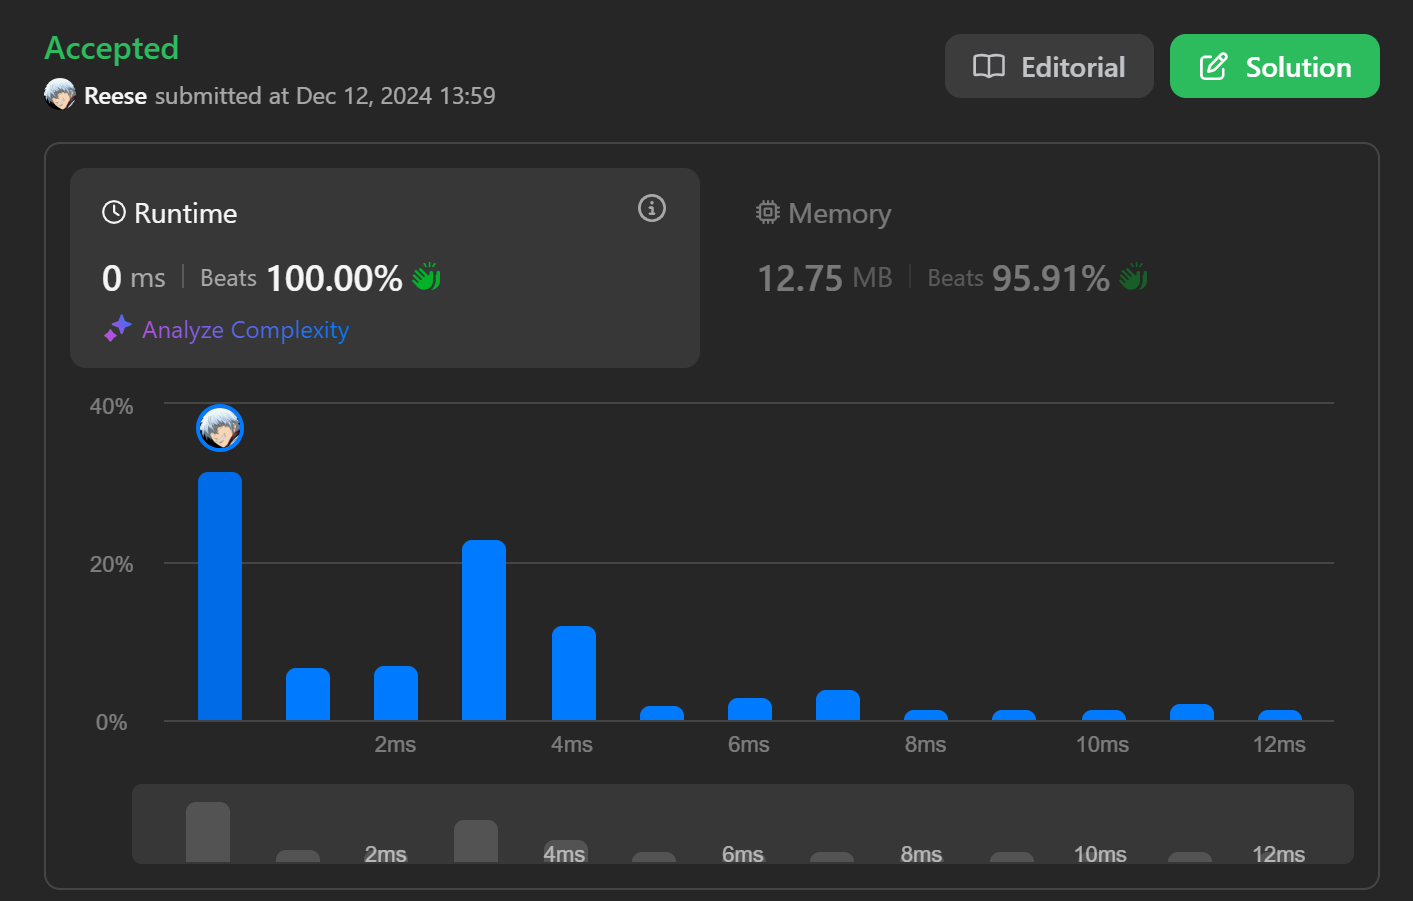 Accepted
Editorial
Solution
Reese submitted at Dec 12, 2024 13:59
Runtime
Memory
0 ms | Beats 100.00%
12.75 MB | Beats 95.91%
Analyze Complexity
40%
20%
0%
2ms 4ms 6ms 8ms 10ms 12ms
2ms 4ms 6ms 8ms 10ms 12ms